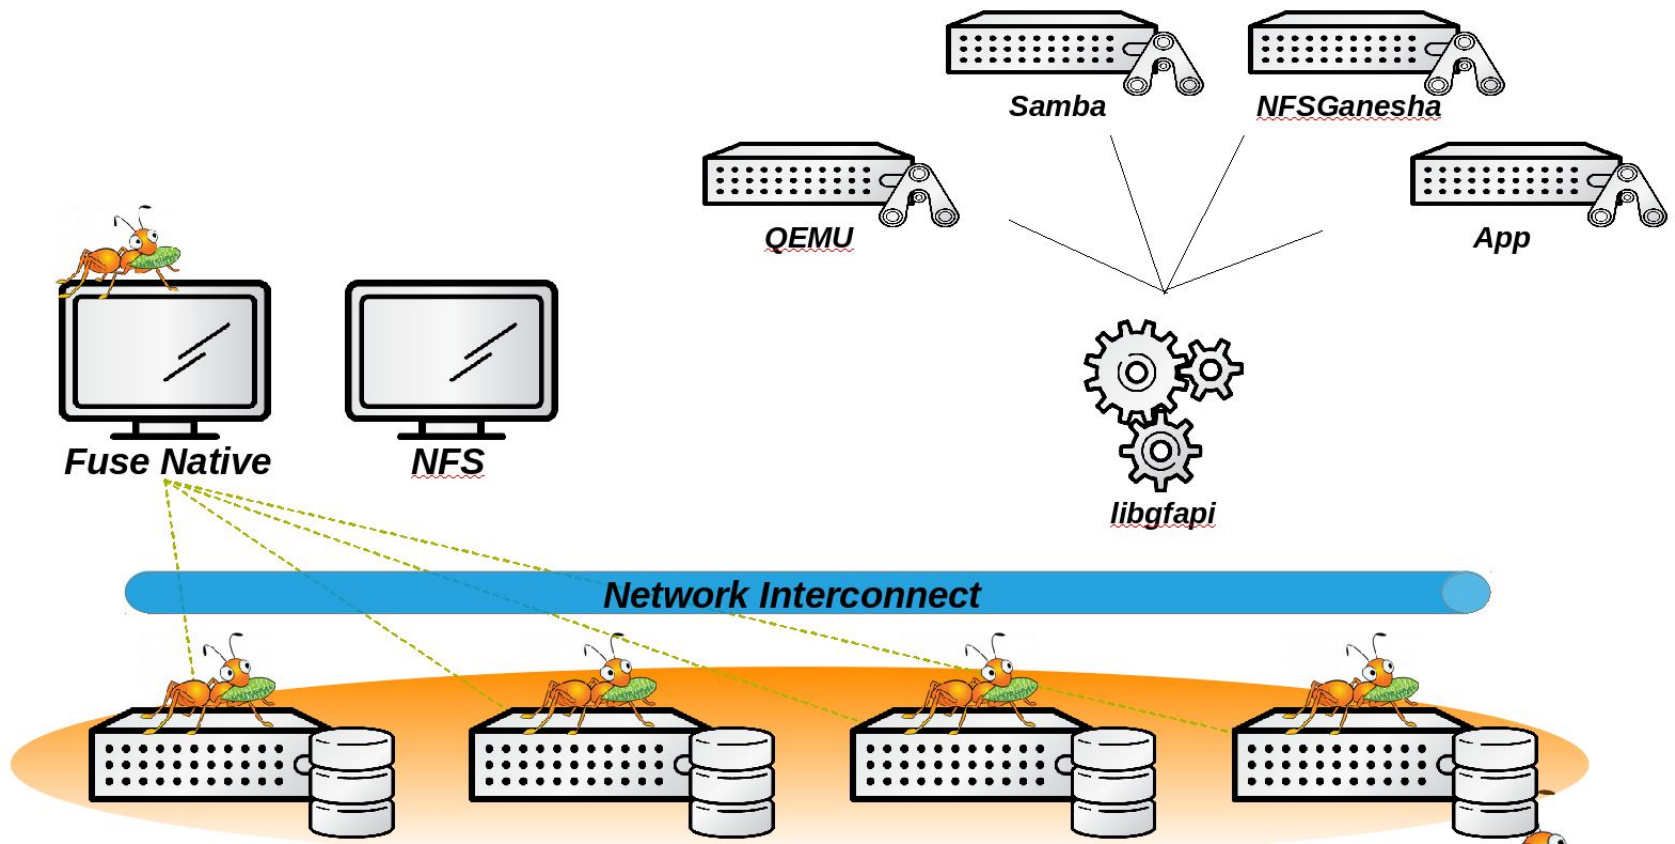 Samba
NFSGanesha
QEMU
App
Fuse Native
NFS
libgfapi
Network Interconnect